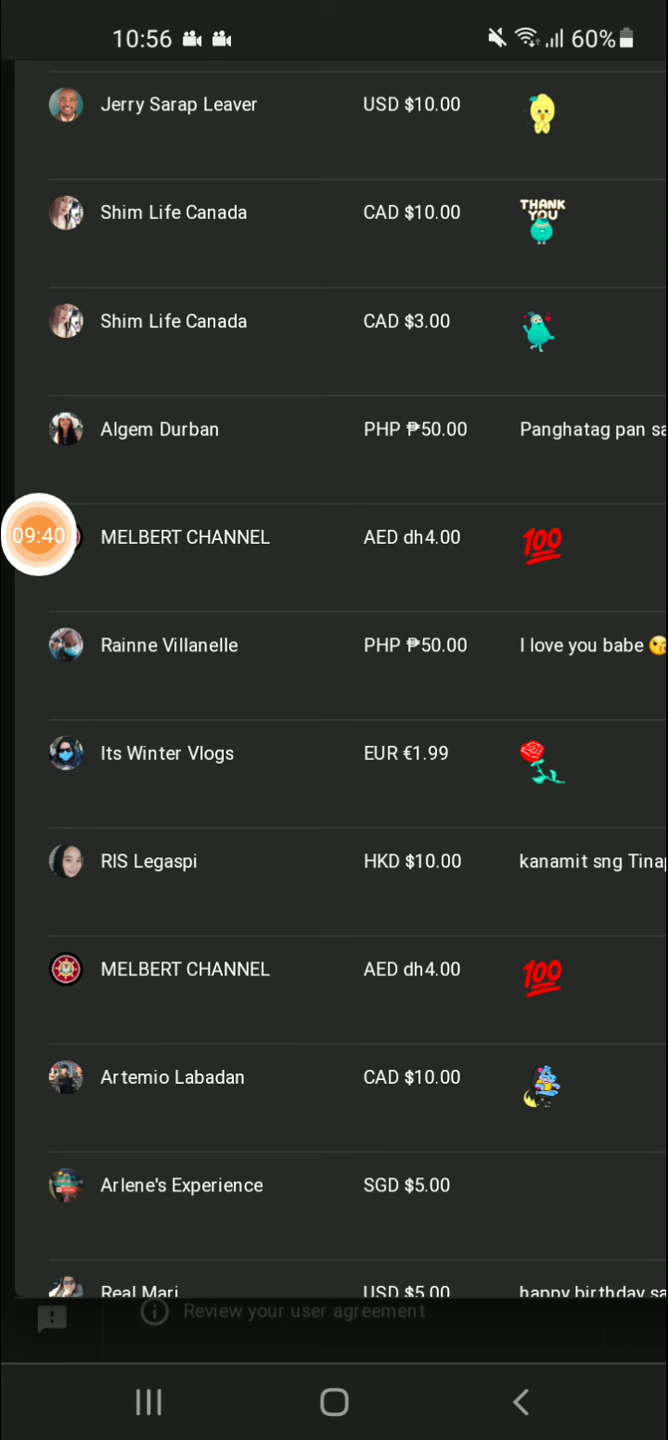 10:56 60%
Jerry Sarap Leaver USD $10.00
Shim Life Canada CAD $10.00 THANK YOU
Shim Life Canada CAD $3.00
Algem Durban PHP ₱50.00 Panghatag pan sa
09:40 MELBERT CHANNEL AED dh4.00 100
Rainne Villanelle PHP ₱50.00 I love you babe
Its Winter Vlogs EUR €1.99
RIS Legaspi HKD $10.00 kanamit sng Tinap
MELBERT CHANNEL AED dh4.00 100
Artemio Labadan CAD $10.00
Arlene's Experience SGD $5.00
Real Mari USD $5.00 happy birthday sa
Review your user agreement